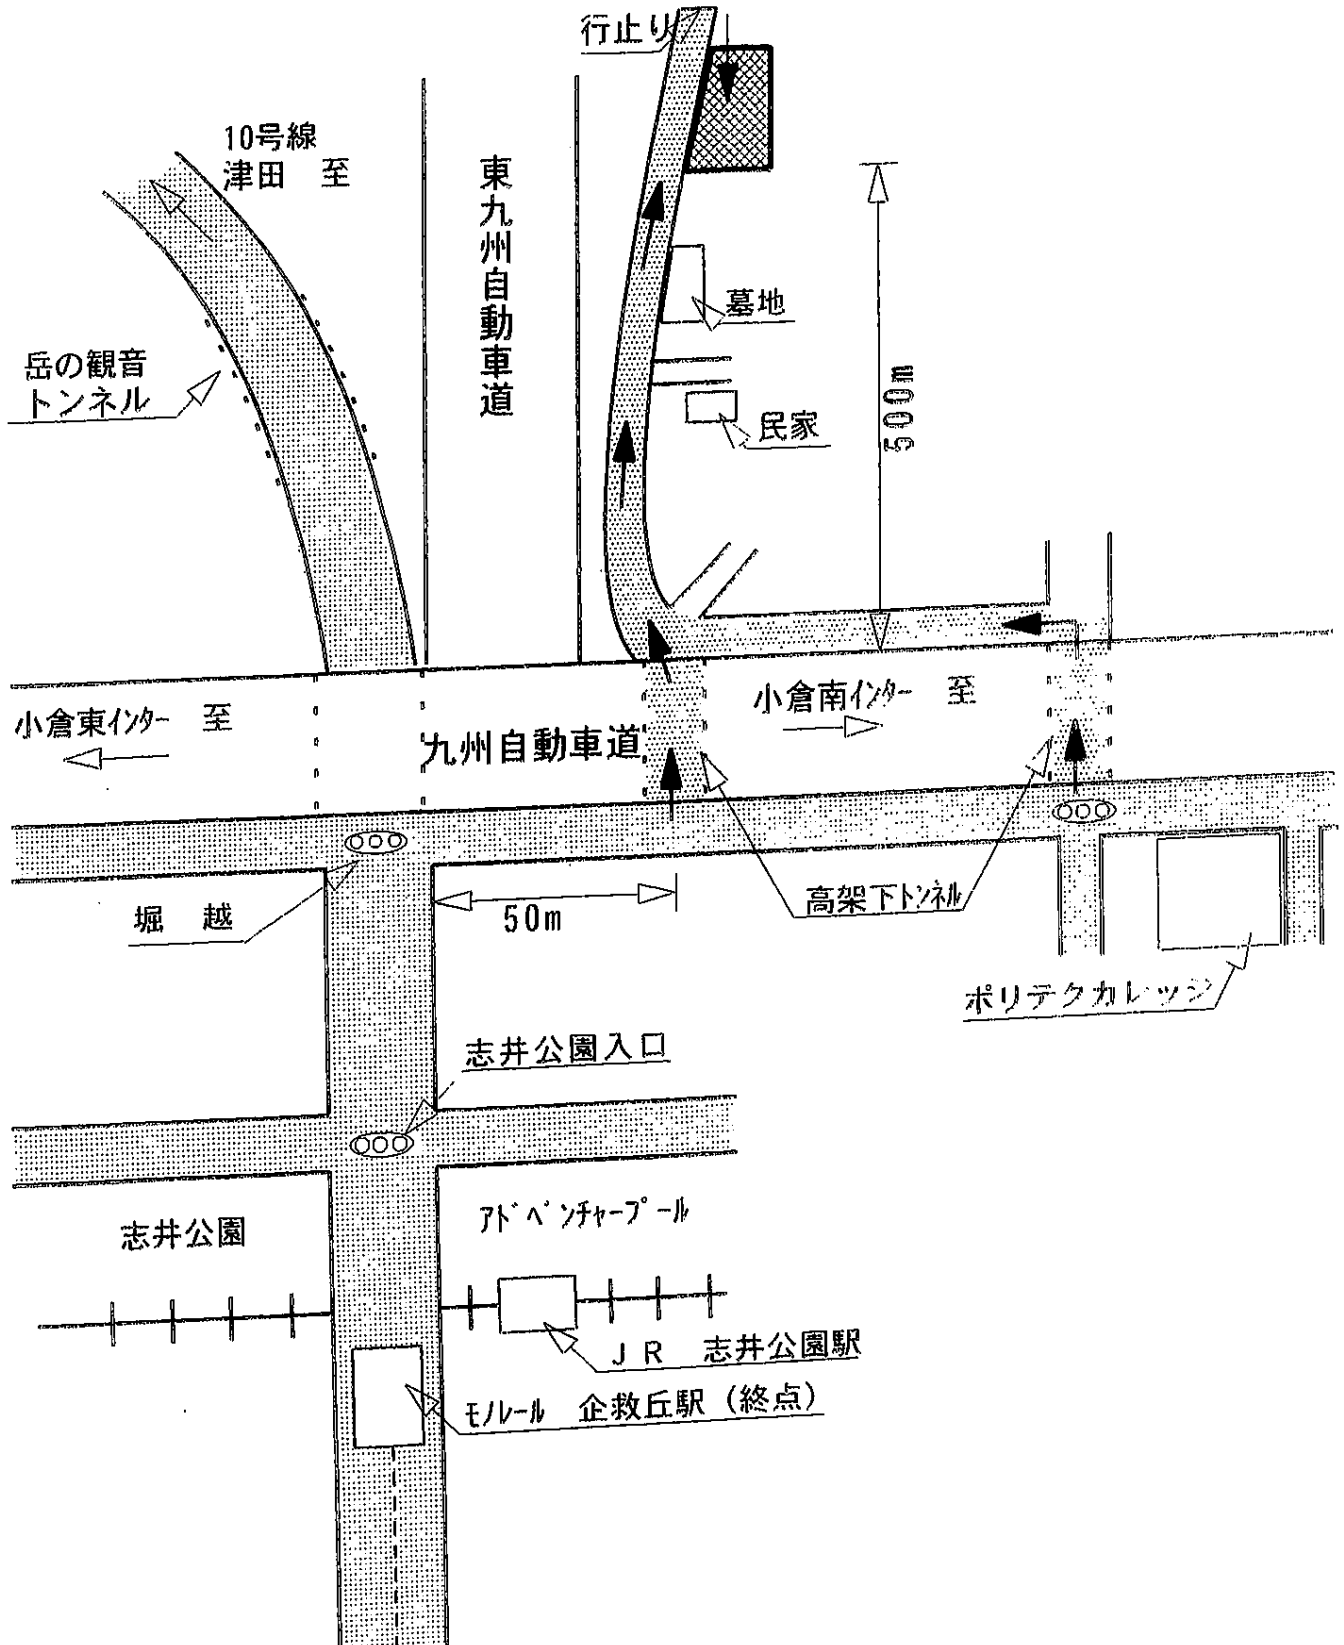 行止り
10号線
津田 至
東九州自動車道
岳の観音
トンネル
墓地
民家
500m
小倉東インター 至
九州自動車道
小倉南インター 至
堀 越
50m
高架下トンネル
ポリテクカレッジ
志井公園入口
志井公園
アドベンチャープール
JR 志井公園駅
モノレール 企救丘駅(終点)